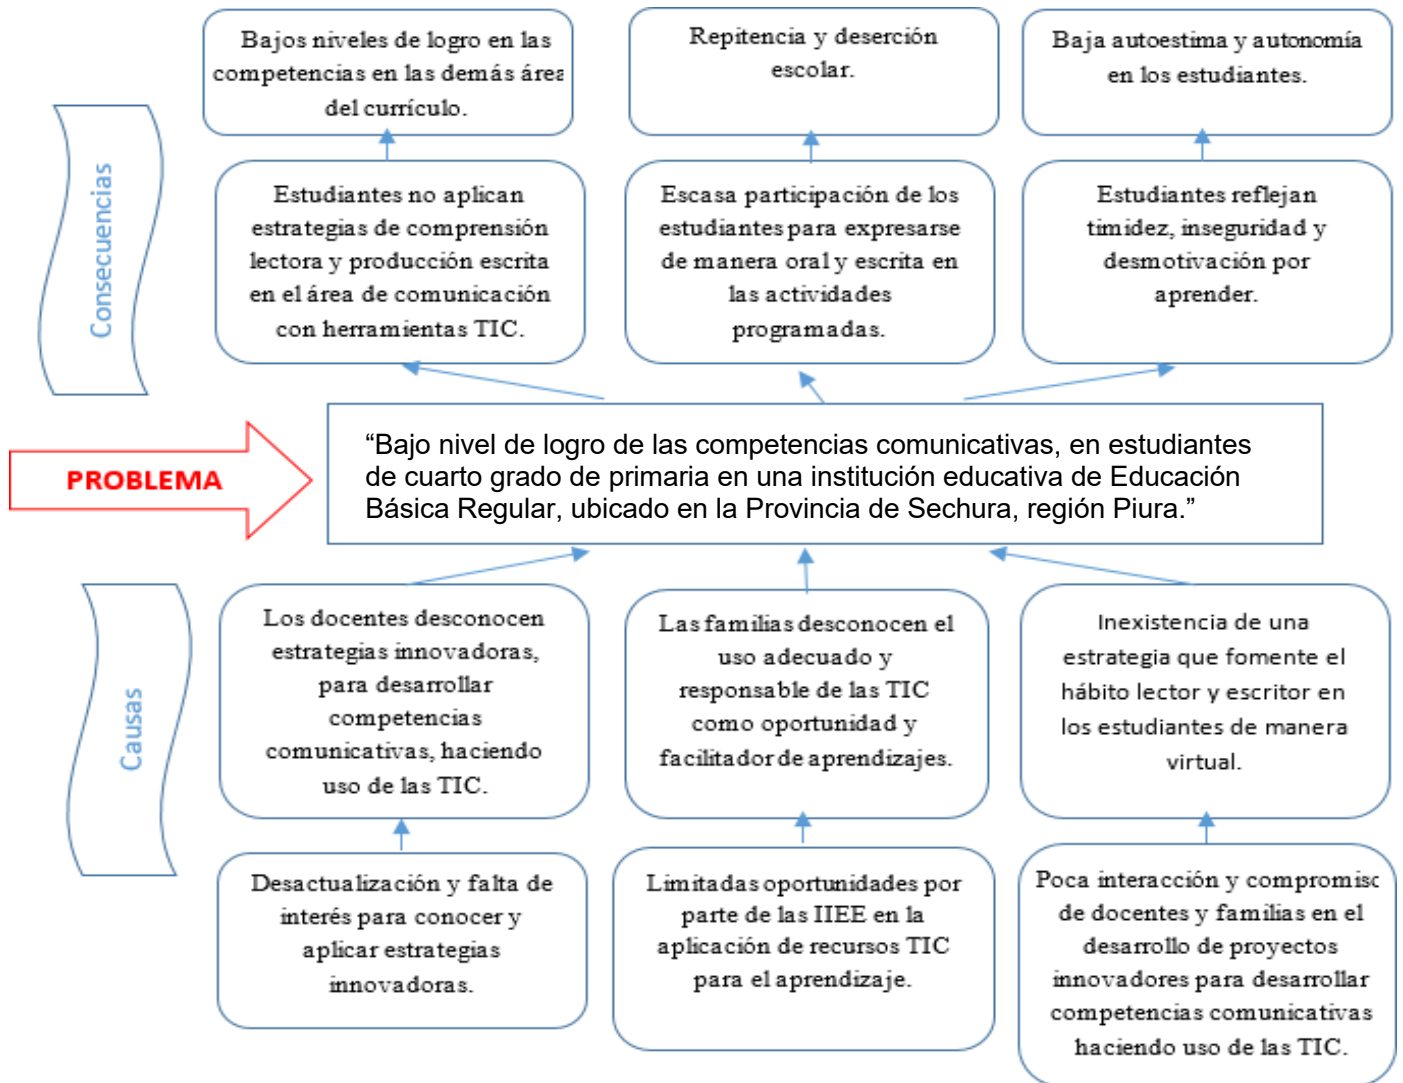 Bajos niveles de logro en las
competencias en las demás área
del currículo.
Repitencia y deserción
escolar.
Baja autoestima y autonomía
en los estudiantes.
Consecuencias
Estudiantes no aplican
estrategias de comprensión
lectora y producción escrita
en el área de comunicación
con herramientas TIC.
Escasa participación de los
estudiantes para expresarse
de manera oral y escrita en
las actividades
programadas.
Estudiantes reflejan
timidez, inseguridad y
desmotivación por
aprender.
PROBLEMA
“Bajo nivel de logro de las competencias comunicativas, en estudiantes
de cuarto grado de primaria en una institución educativa de Educación
Básica Regular, ubicado en la Provincia de Sechura, región Piura.”
Causas
Los docentes desconocen
estrategias innovadoras,
para desarrollar
competencias
comunicativas, haciendo
uso de las TIC.
Las familias desconocen el
uso adecuado y
responsable de las TIC
como oportunidad y
facilitador de aprendizajes.
Inexistencia de una
estrategia que fomente el
hábito lector y escritor en
los estudiantes de manera
virtual.
Desactualización y falta de
interés para conocer y
aplicar estrategias
innovadoras.
Limitadas oportunidades por
parte de las IIEE en la
aplicación de recursos TIC
para el aprendizaje.
Poca interacción y compromiso
de docentes y familias en el
desarrollo de proyectos
innovadores para desarrollar
competencias comunicativas
haciendo uso de las TIC.